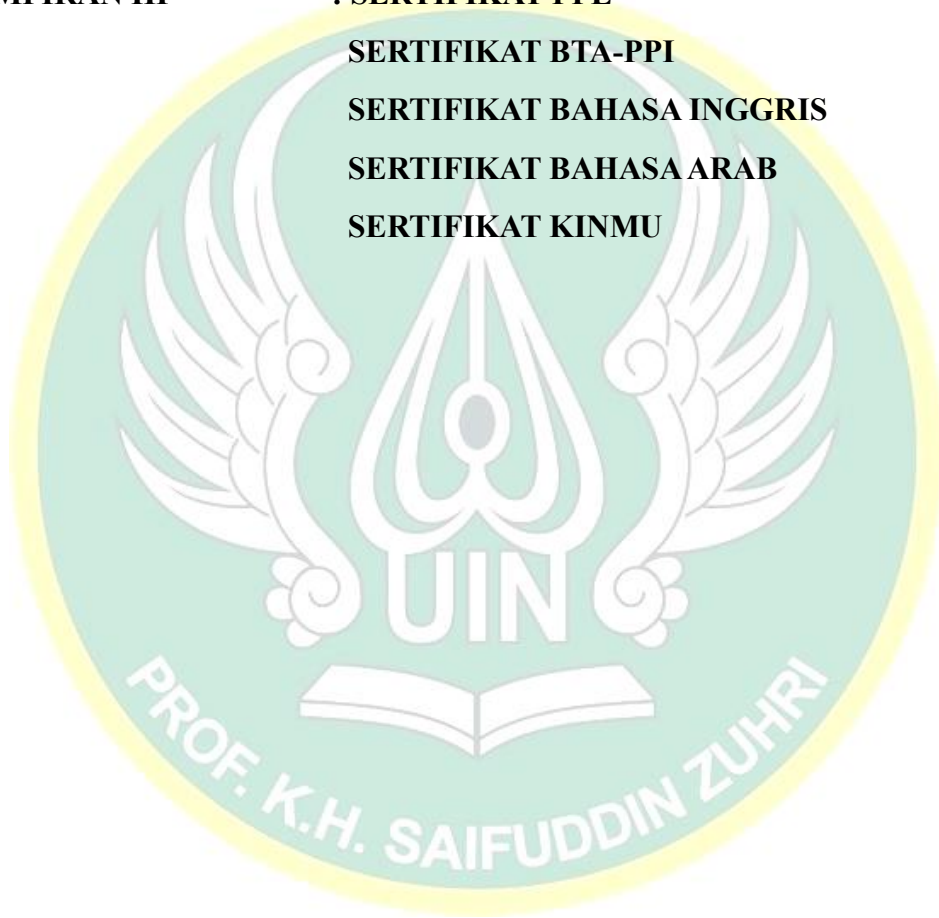 SERTIFIKAT BTA-PPI
SERTIFIKAT BAHASA INGGRIS
SERTIFIKAT BAHASA ARAB
SERTIFIKAT KINMU
UIN
PROF. K.H. SAIFUDDIN ZUHRI